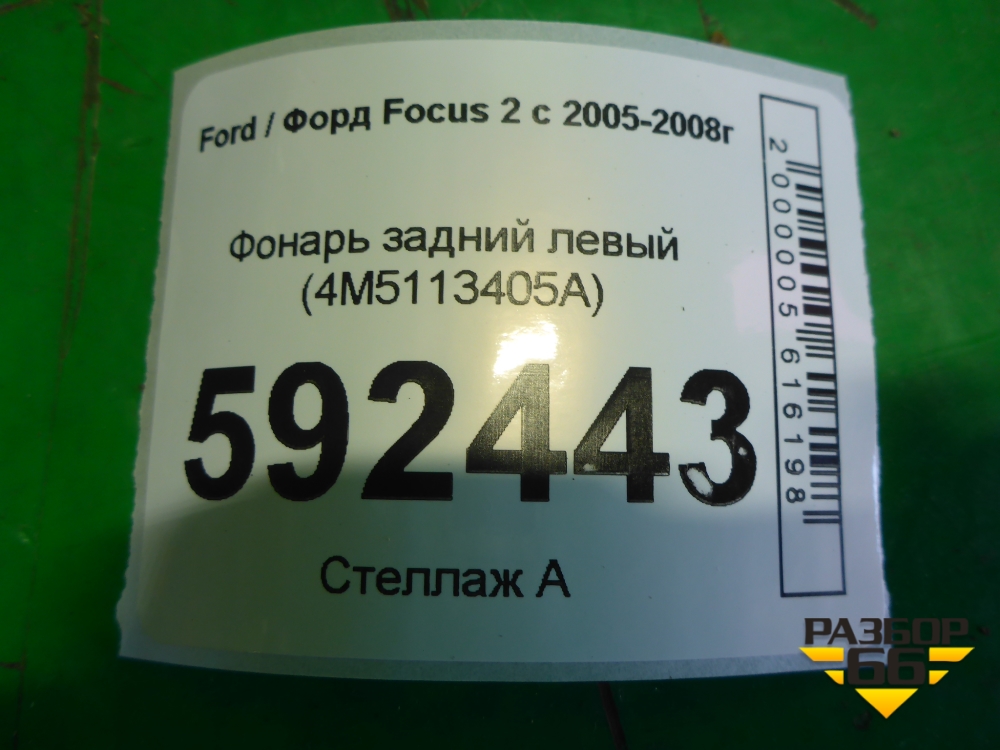 Ford / Форд Focus 2 с 2005-2008г
Фонарь задний левый
(4M5113405A)
592443
Стеллаж А
2000005616198
РАЗБОР
66